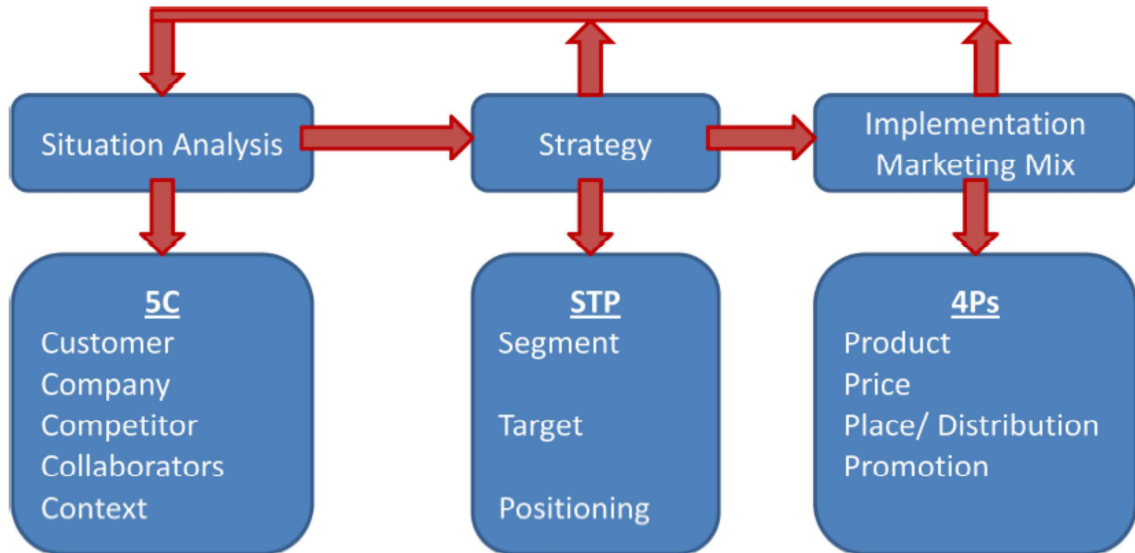 Situation Analysis
Strategy
Implementation
Marketing Mix
5C
Customer
Company
Competitor
Collaborators
Context
STP
Segment
Target
Positioning
4Ps
Product
Price
Place/ Distribution
Promotion